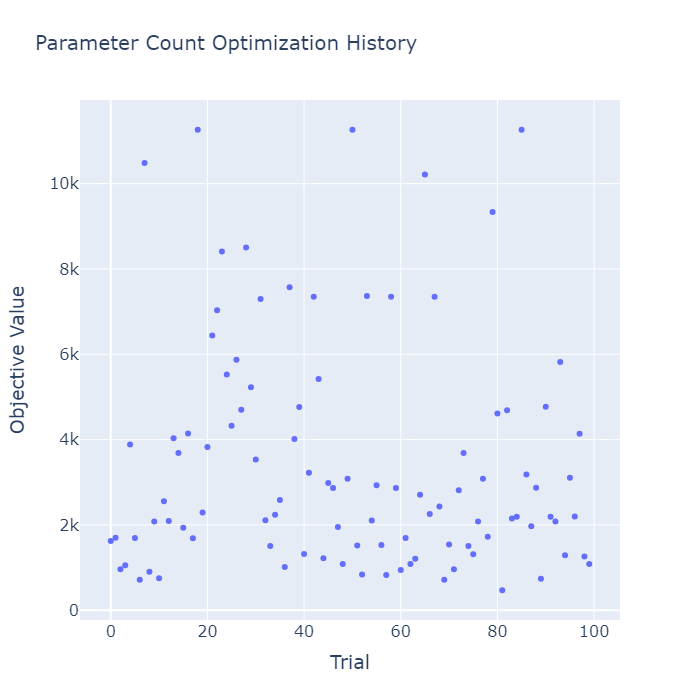 Parameter Count Optimization History
10k
8k
6k
4k
2k
0
Objective Value
0 20 40 60 80 100
Trial